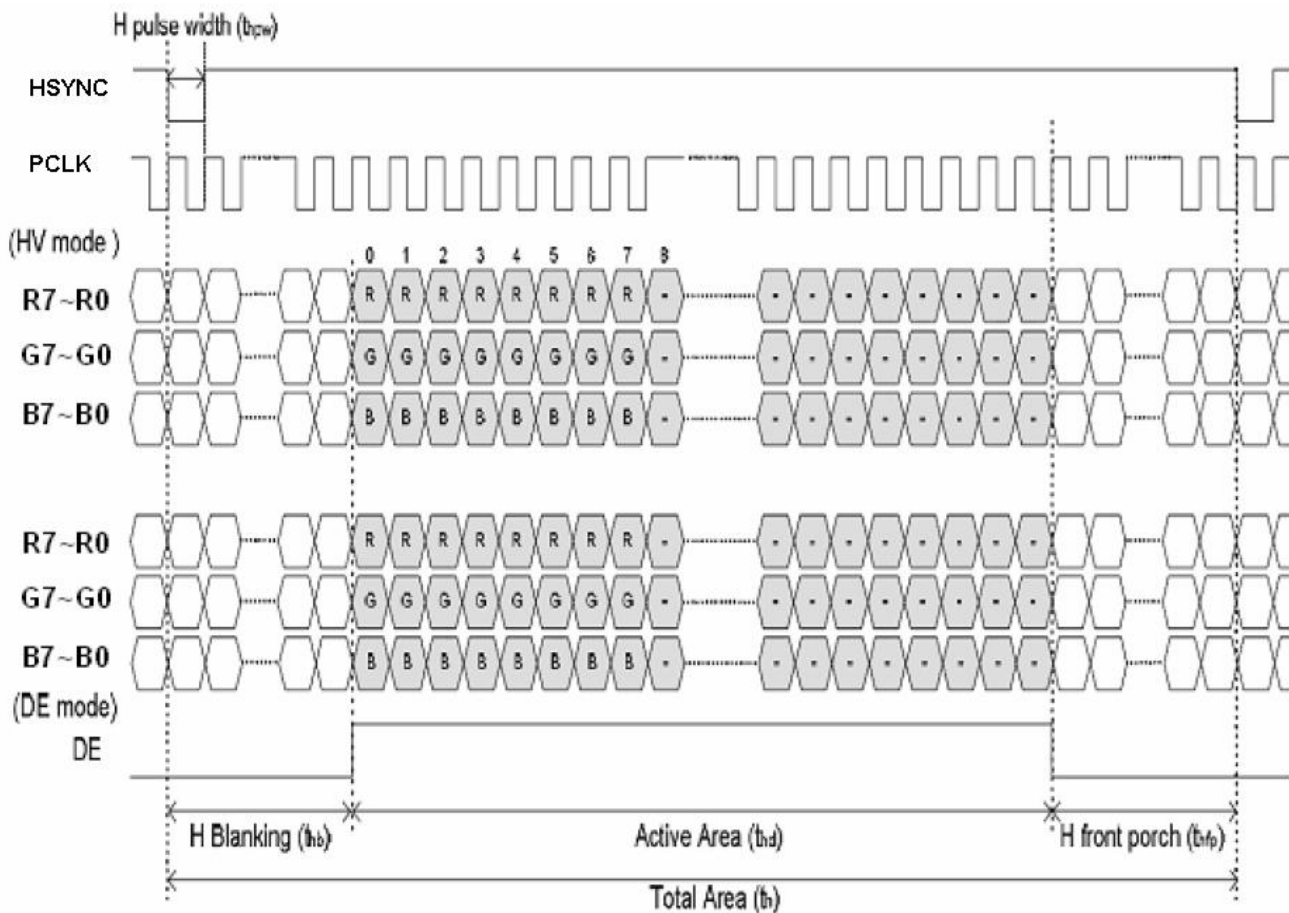 H pulse width (thpw)
HSYNC
PCLK
(HV mode )
0 1 2 3 4 5 6 7 8
R7~R0 R R R R R R R R - - - - - - - - -
G7~G0 G G G G G G G G - - - - - - - - -
B7~B0 B B B B B B B B - - - - - - - - -
R7~R0 R R R R R R R R - - - - - - - - -
G7~G0 G G G G G G G G - - - - - - - - -
B7~B0 B B B B B B B B - - - - - - - - -
(DE mode)
DE
H Blanking (thb) Active Area (thd) H front porch (thfp)
Total Area (th)